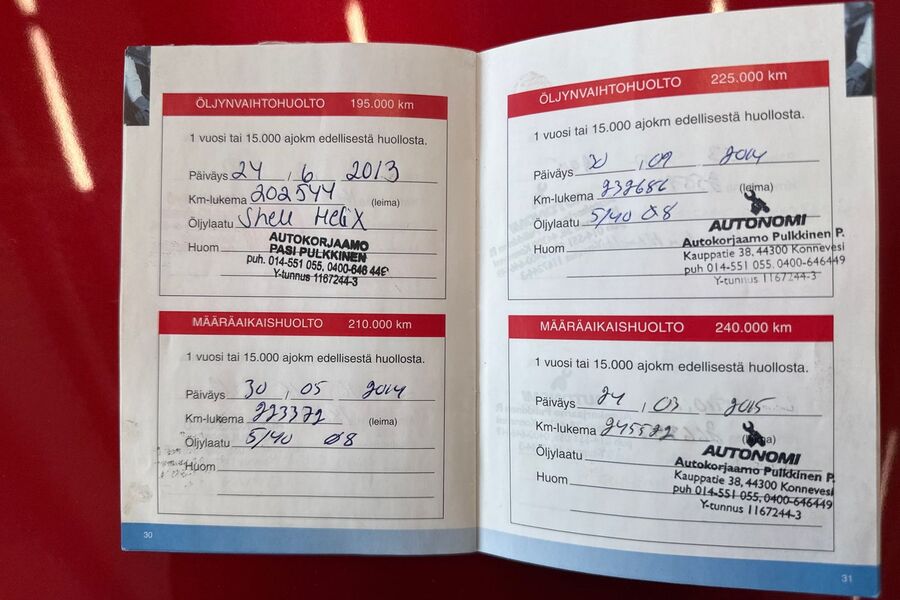 ÖLJYNVAIHTOHUOLTO 195.000 km
1 vuosi tai 15.000 ajokm edellisestä huollosta.
Päiväys 24 6 2013
Km-lukema 202544 (leima)
Öljylaatu Shell Helix
Huom
AUTOKORJAAMO
PASI PULKKINEN
puh. 014-551 055, 0400-646 449
Y-tunnus 1167244-3
MÄÄRÄAIKAISHUOLTO 210.000 km
1 vuosi tai 15.000 ajokm edellisestä huollosta.
Päiväys 30 , 05 2014
Km-lukema 223372 (leima)
Öljylaatu 5/40 Ø8
Huom
30
ÖLJYNVAIHTOHUOLTO 225.000 km
1 vuosi tai 15.000 ajokm edellisestä huollosta.
Päiväys , 09 2014
Km-lukema 232686 (leima)
Öljylaatu 5/40 Ø8
Huom
AUTONOMI
Autokorjaamo Pulkkinen P.
Kauppatie 38, 44300 Konnevesi
puh 014-551 055, 0400-646449
Y-tunnus 1167244-3
MÄÄRÄAIKAISHUOLTO 240.000 km
1 vuosi tai 15.000 ajokm edellisestä huollosta.
Päiväys 24 , 03 2015
Km-lukema 245522 (leima)
Öljylaatu
Huom
AUTONOMI
Autokorjaamo Pulkkinen P.
Kauppatie 38, 44300 Konnevesi
puh 014-551 055, 0400-646449
Y-tunnus 1167244-3
31